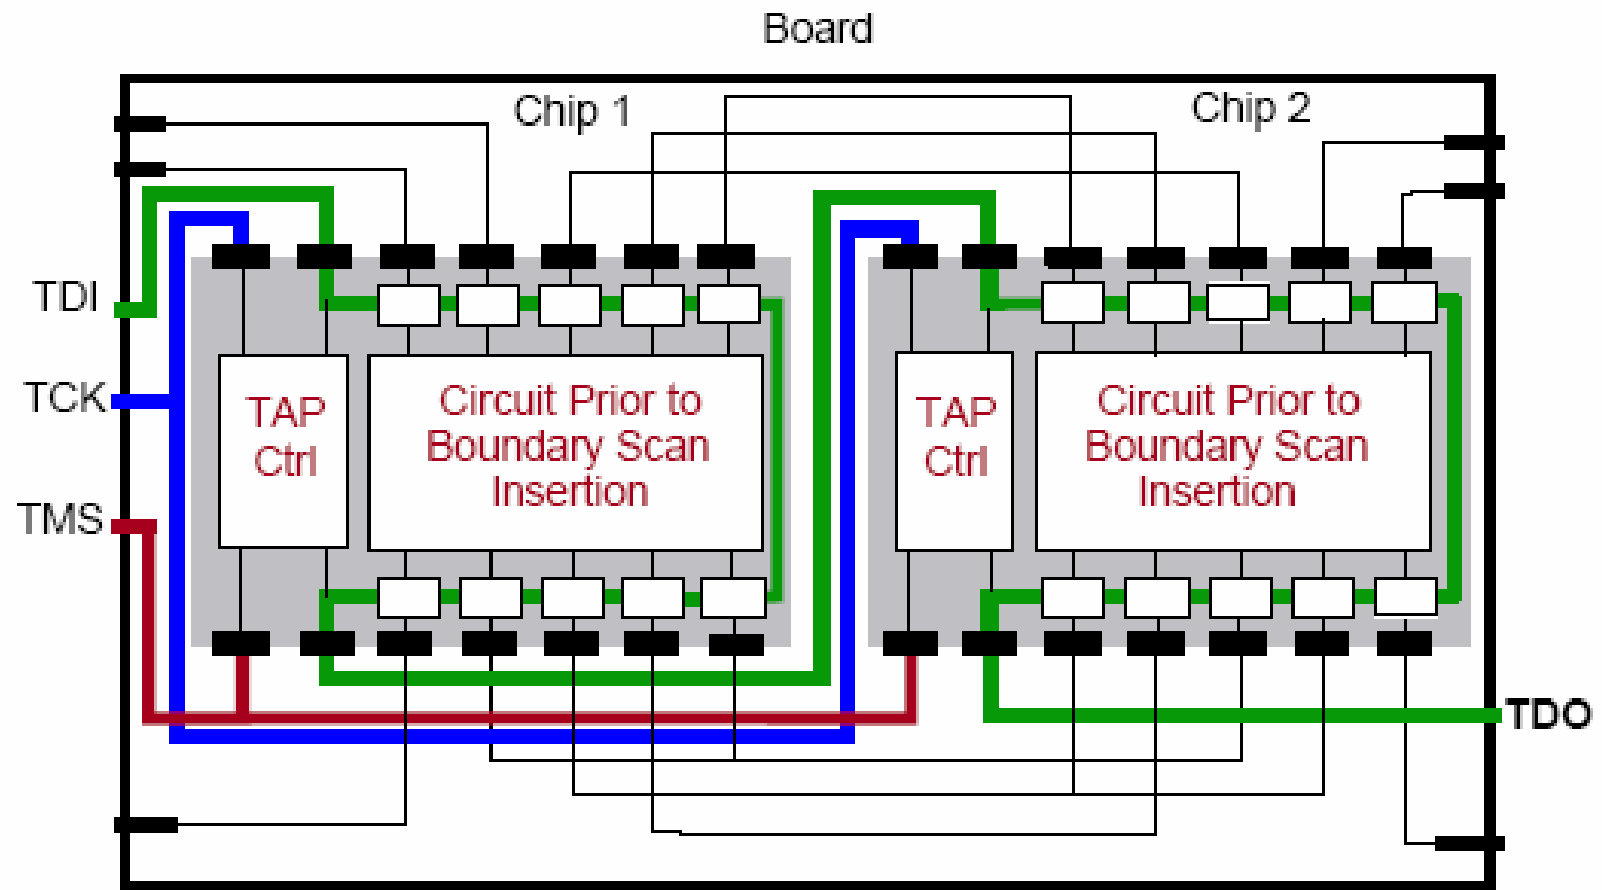 Board
Chip 1
Chip 2
TDI
TCK
TMS
TAP
Ctrl
Circuit Prior to
Boundary Scan
Insertion
TAP
Ctrl
Circuit Prior to
Boundary Scan
Insertion
TDO